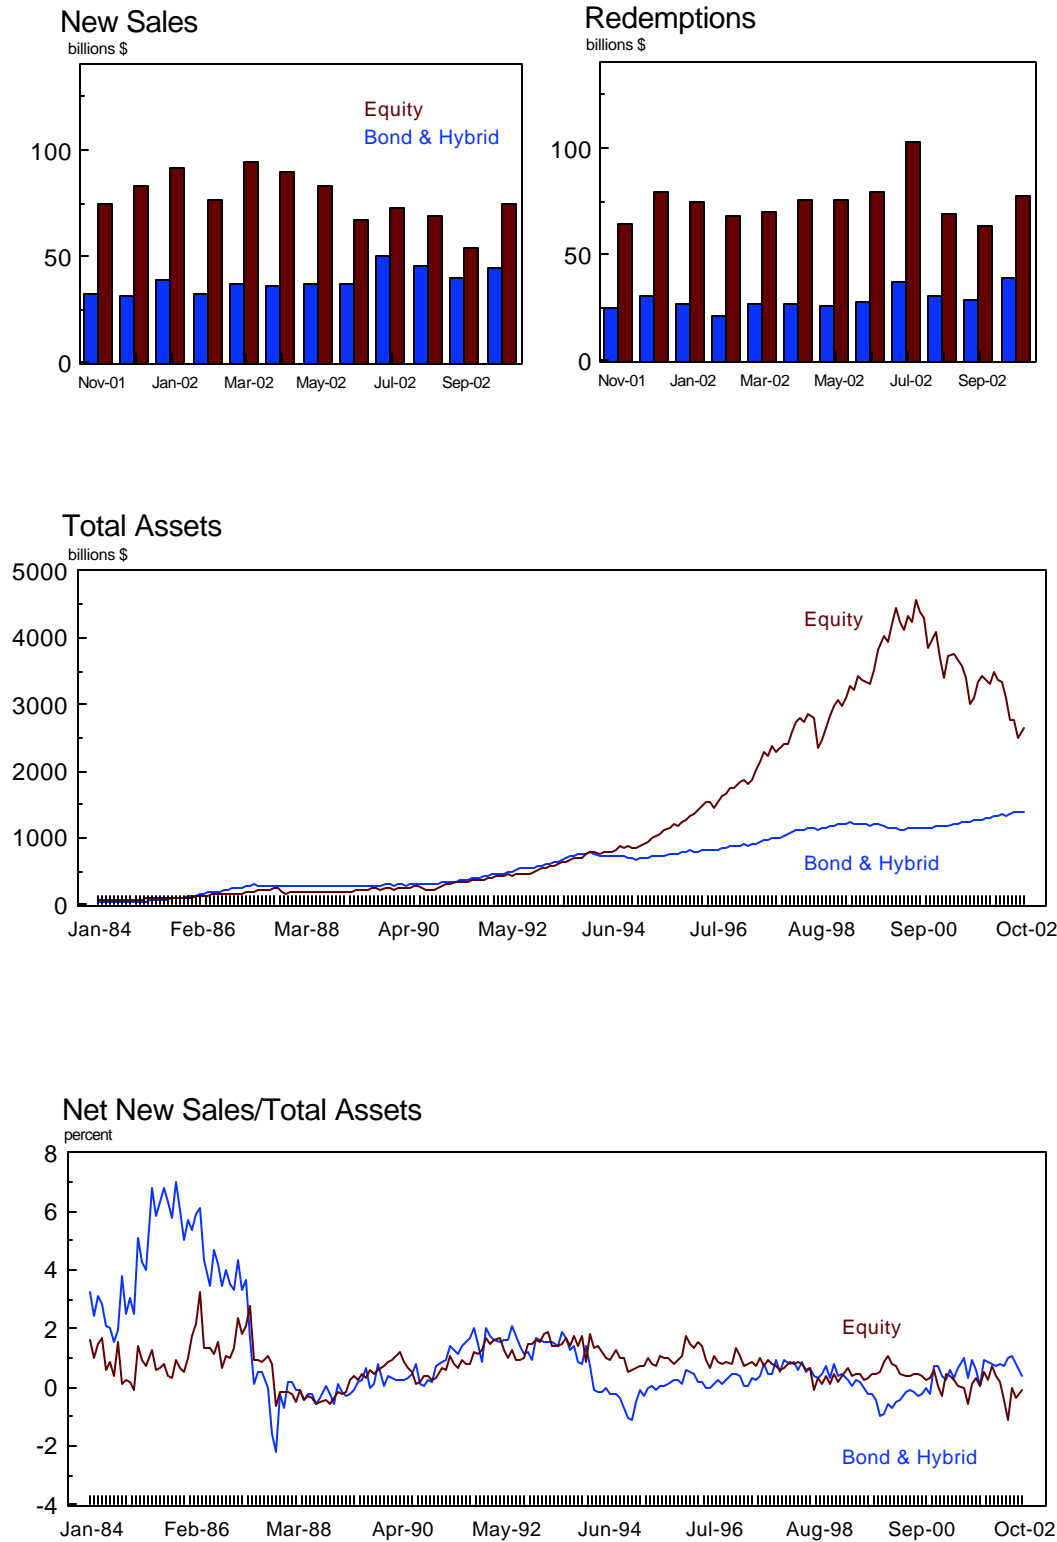 New Sales
billions $
100
50
0
Equity
Bond & Hybrid
Nov-01 Jan-02 Mar-02 May-02 Jul-02 Sep-02
Redemptions
billions $
100
50
0
Nov-01 Jan-02 Mar-02 May-02 Jul-02 Sep-02
Total Assets
billions $
5000
4000
3000
2000
1000
0
Equity
Bond & Hybrid
Jan-84 Feb-86 Mar-88 Apr-90 May-92 Jun-94 Jul-96 Aug-98 Sep-00 Oct-02
Net New Sales/Total Assets
percent
8
6
4
2
0
-2
-4
Equity
Bond & Hybrid
Jan-84 Feb-86 Mar-88 Apr-90 May-92 Jun-94 Jul-96 Aug-98 Sep-00 Oct-02